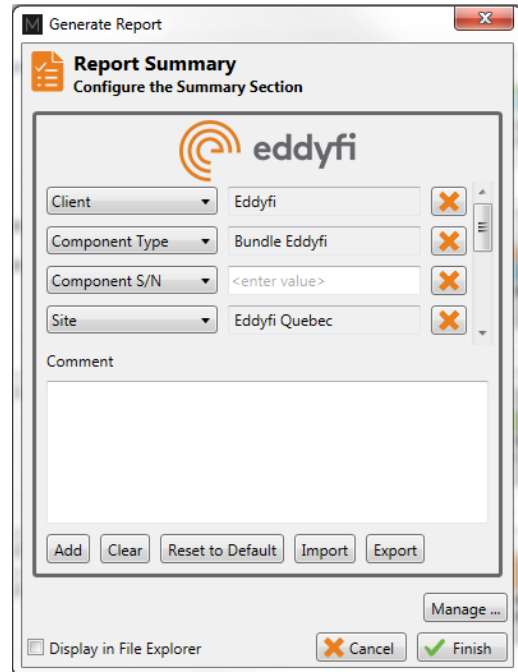 M Generate Report
Report Summary
Configure the Summary Section
eddyfi
Client Eddyfi
Component Type Bundle Eddyfi
Component S/N <enter value>
Site Eddyfi Quebec
Comment
Add Clear Reset to Default Import Export
Manage ...
Display in File Explorer Cancel Finish